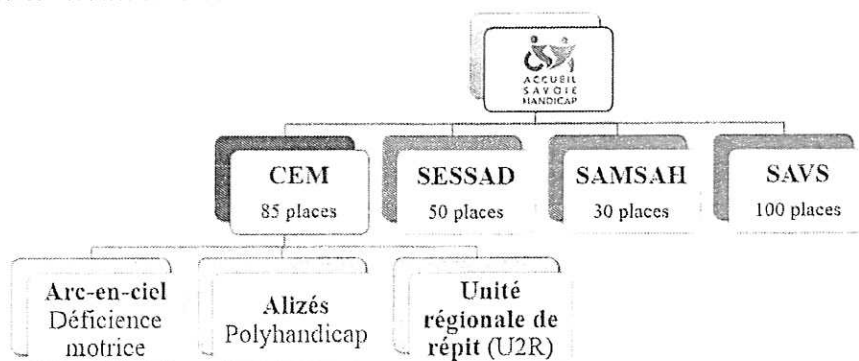 ACCUEIL
SAVOIE
HANDICAP
CEM
85 places
SESSAD
50 places
SAMSAH
30 places
SAVS
100 places
Arc-en-ciel
Déficience
motrice
Alizés
Polyhandicap
Unité
régionale de
répit (U2R)